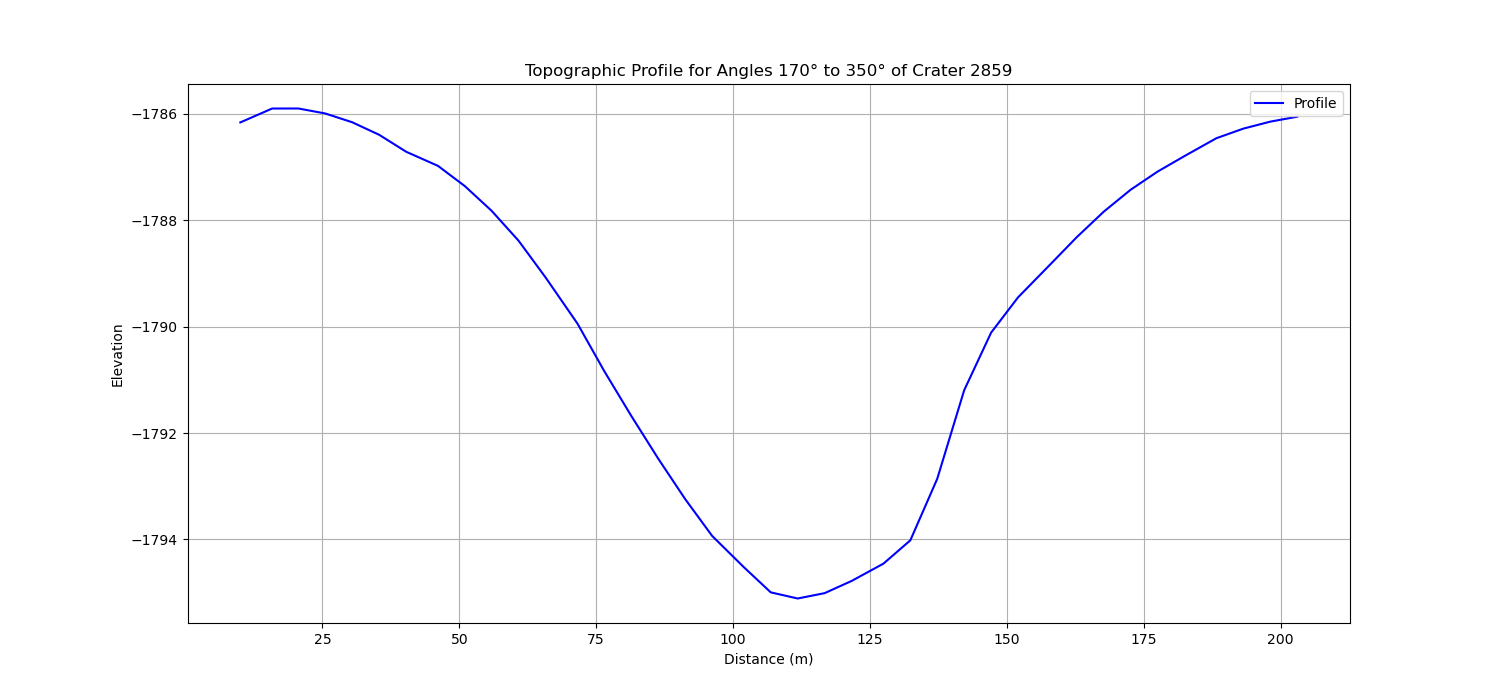 Topographic Profile for Angles 170° to 350° of Crater 2859
Profile
−1786
−1788
−1790
−1792
−1794
Elevation
25 50 75 100 125 150 175 200
Distance (m)